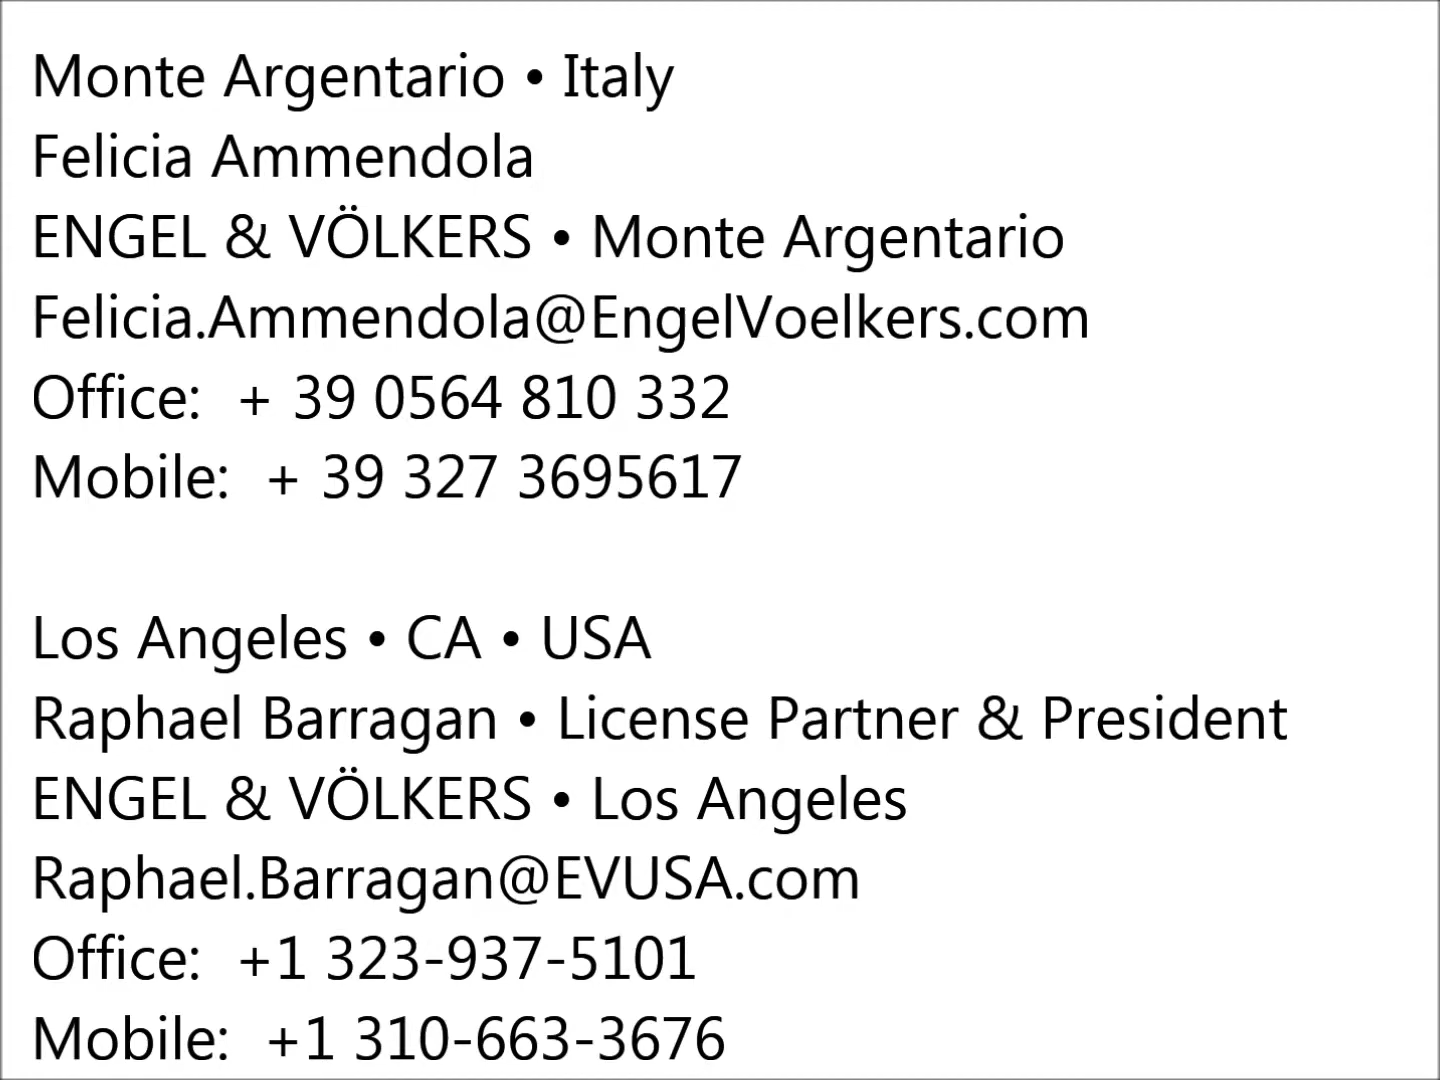 Monte Argentario • Italy
Felicia Ammendola
ENGEL & VÖLKERS • Monte Argentario
Felicia.Ammendola@EngelVoelkers.com
Office:  + 39 0564 810 332
Mobile:  + 39 327 3695617
Los Angeles • CA • USA
Raphael Barragan • License Partner & President
ENGEL & VÖLKERS • Los Angeles
Raphael.Barragan@EVUSA.com
Office:  +1 323-937-5101
Mobile:  +1 310-663-3676